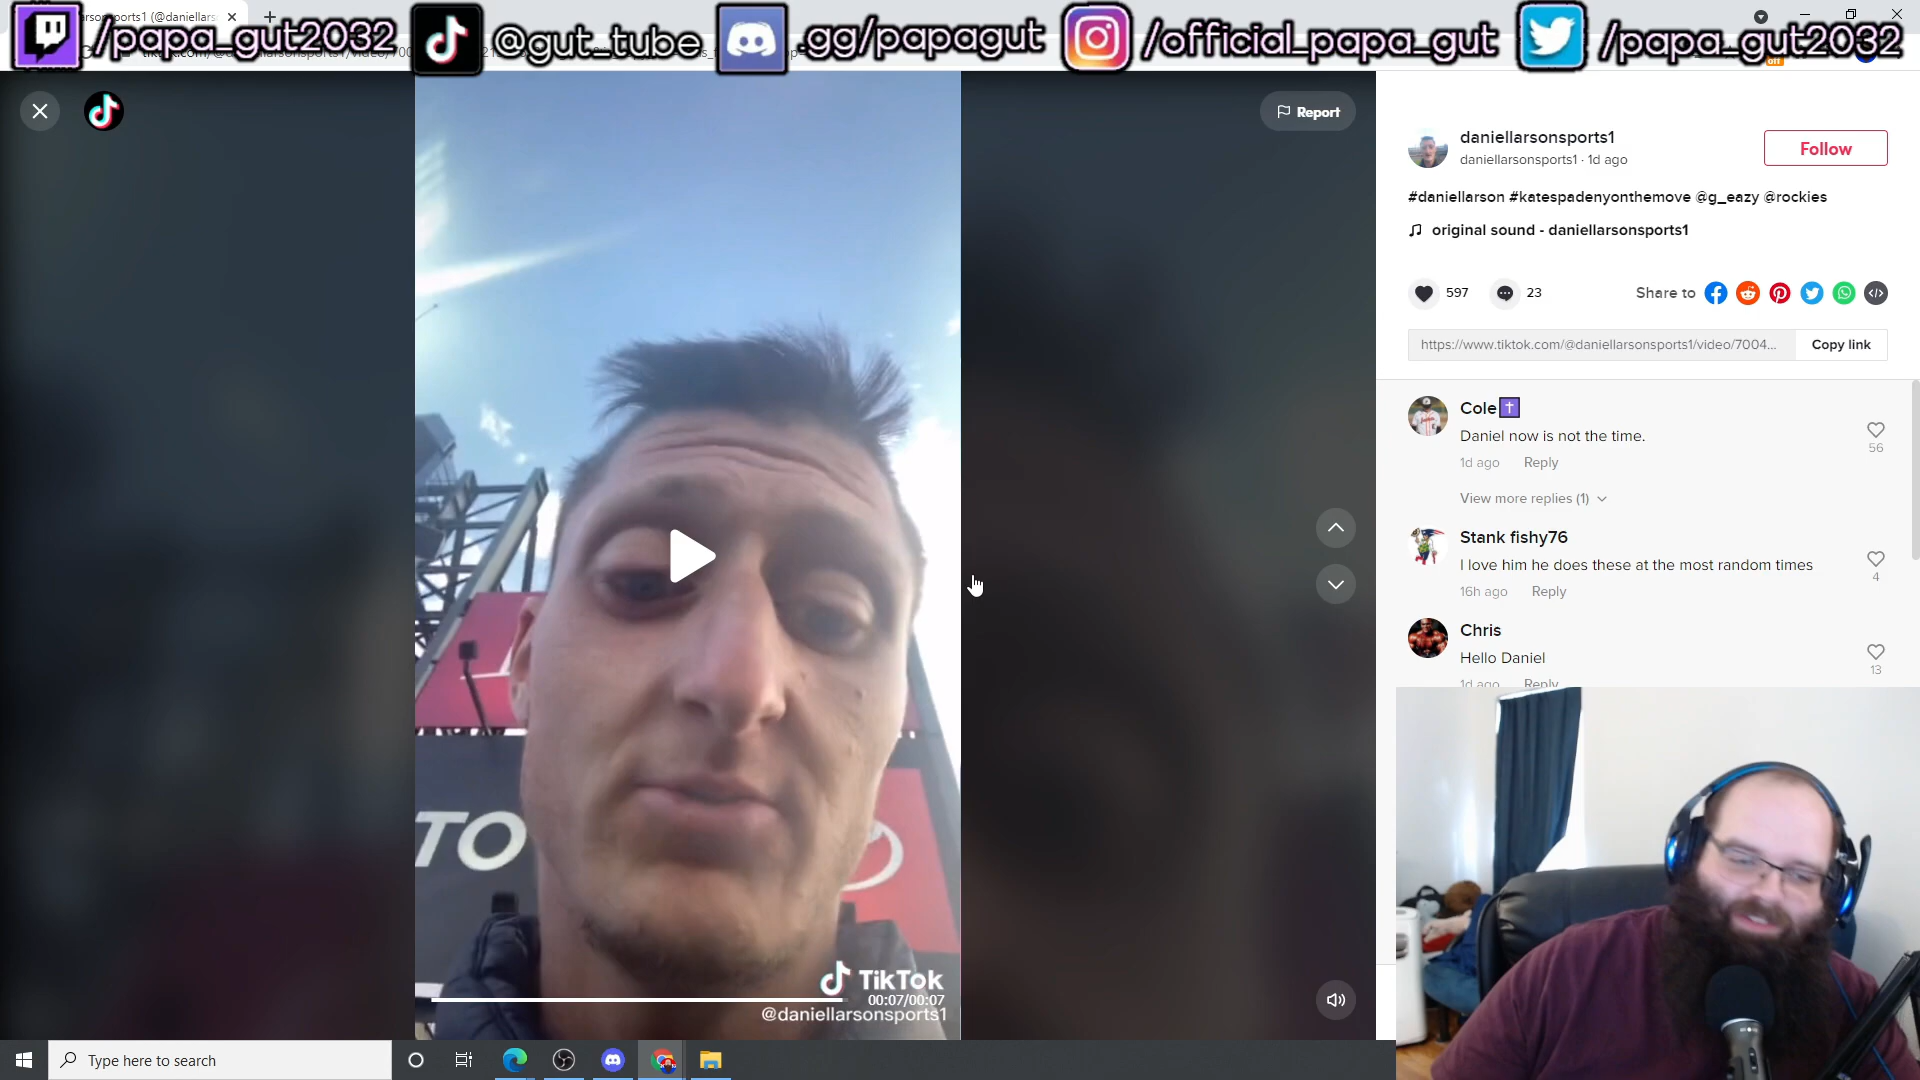 /papa_gut2032
@gut_tube
.gg/papagut
/official_papa_gut
/papa_gut2032
Report
TO
TikTok
00:07/00:07
@daniellarsonsports1
daniellarsonsports1
daniellarsonsports1 · 1d ago
Follow
#daniellarson #katespadenyonthemove @g_eazy @rockies
original sound - daniellarsonsports1
597
23
Share to
https://www.tiktok.com/@daniellarsonsports1/video/7004...
Copy link
Cole✝
Daniel now is not the time.
56
1d ago Reply
View more replies (1)
Stank fishy76
I love him he does these at the most random times
4
16h ago Reply
Chris
Hello Daniel
13
1d ago Reply
Type here to search